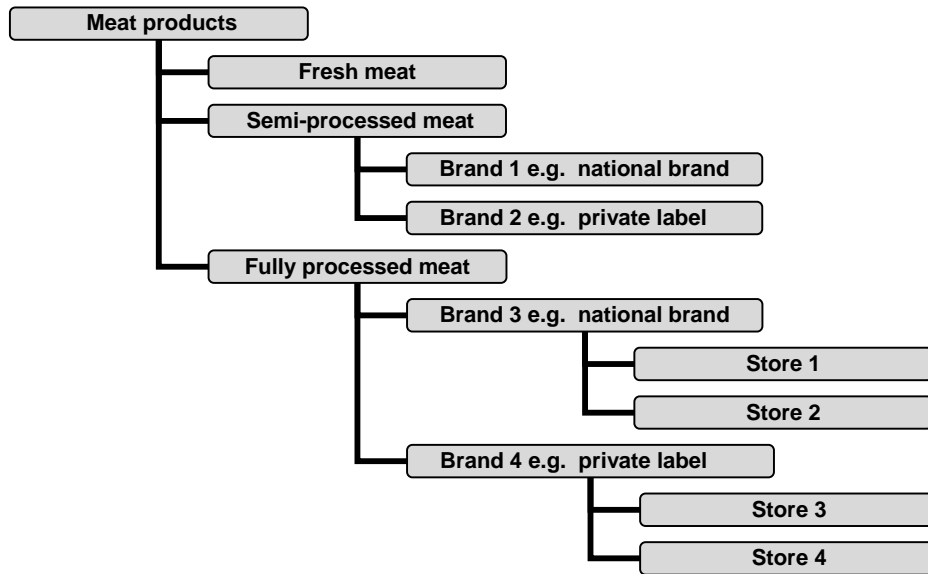 Meat products
Fresh meat
Semi-processed meat
Brand 1 e.g.  national brand
Brand 2 e.g.  private label
Fully processed meat
Brand 3 e.g.  national brand
Store 1
Store 2
Brand 4 e.g.  private label
Store 3
Store 4